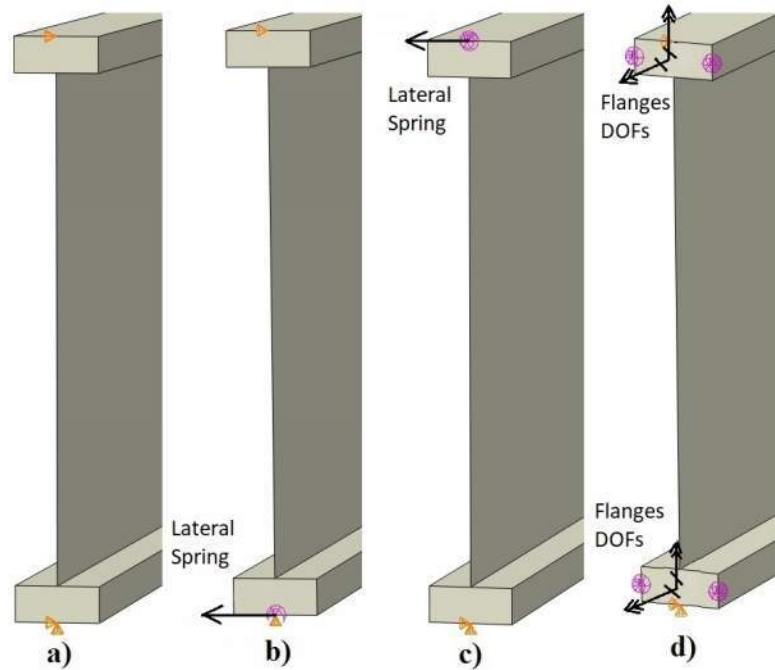 Lateral
Spring
Flanges
DOFs
Lateral
Spring
Flanges
DOFs
a)
b)
c)
d)